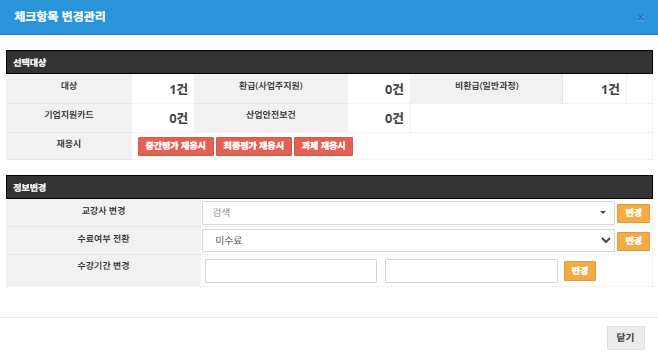 체크항목 변경관리 ×
선택대상
대상 1건 환급(사업주지원) 0건 비환급(일반과정) 1건
기업지원카드 0건 산업안전보건 0건
재응시 중간평가 재응시 최종평가 재응시 과제 재응시
정보변경
교강사 변경 검색 변경
수료여부 전환 미수료 변경
수강기간 변경 변경
닫기